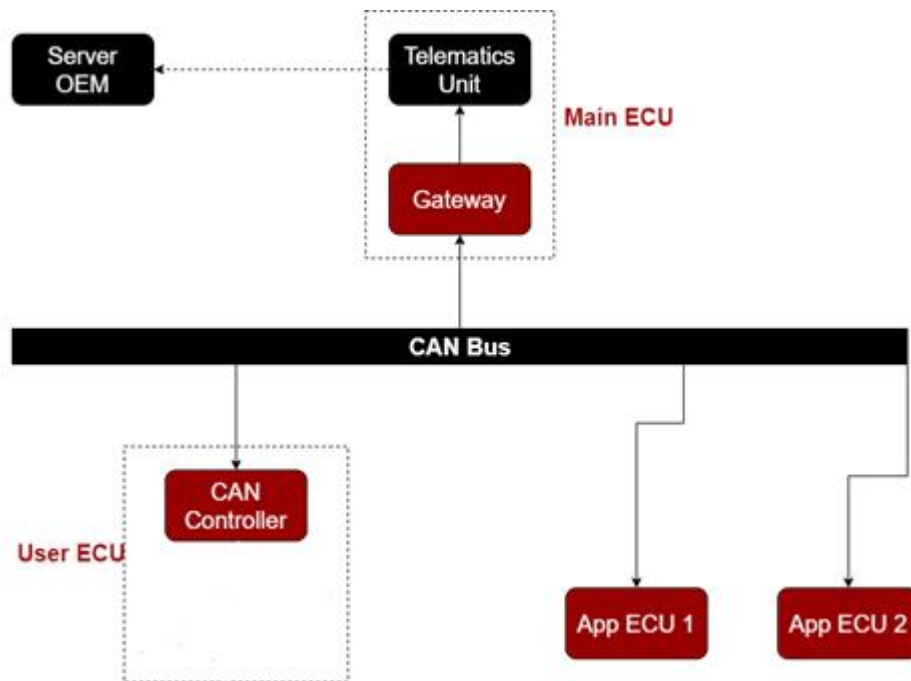 Server
OEM
Telematics
Unit
Main ECU
Gateway
CAN Bus
CAN
Controller
User ECU
App ECU 1
App ECU 2